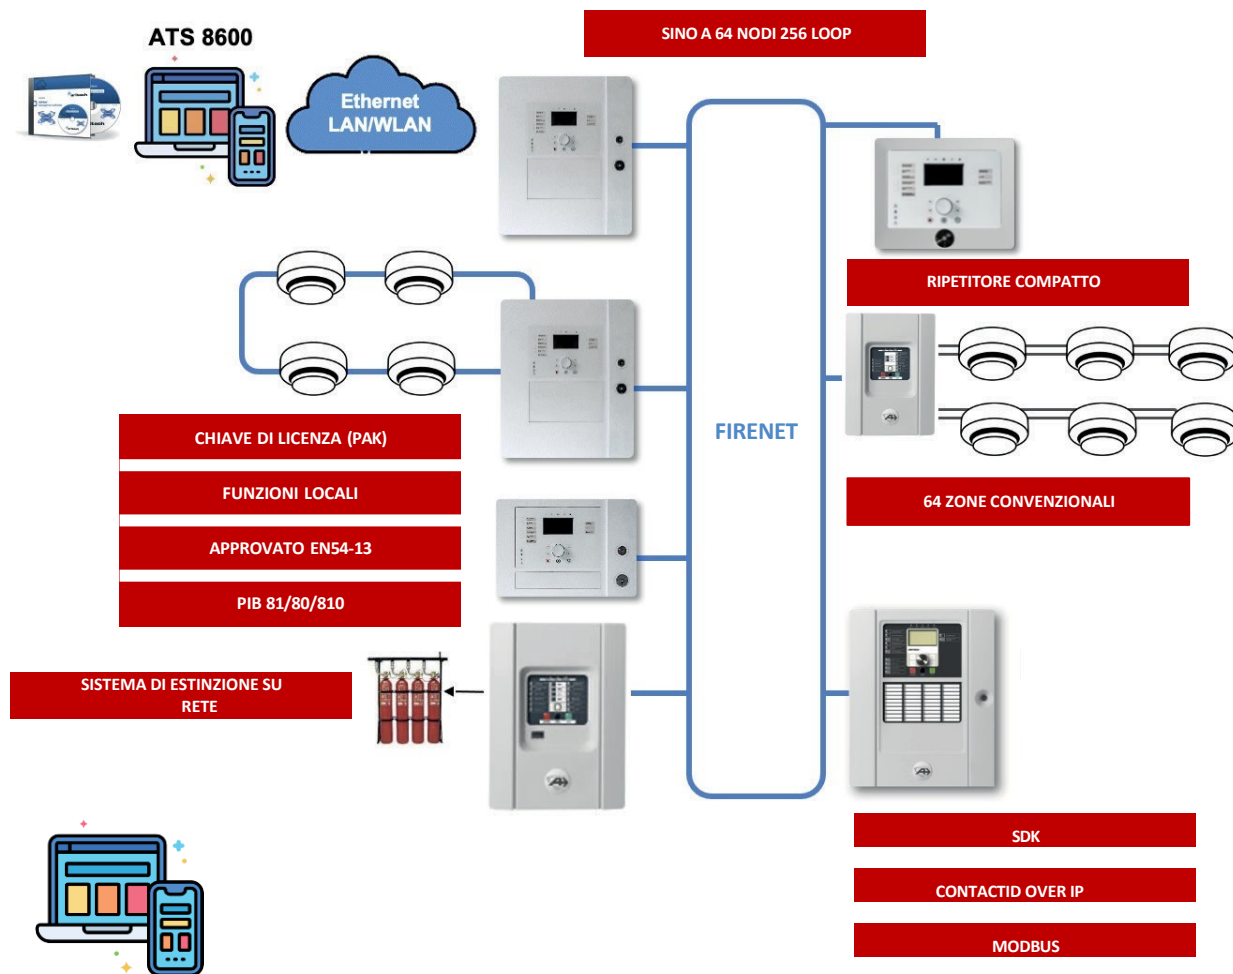 SINO A 64 NODI 256 LOOP
ATS 8600
Ethernet
LAN/WLAN
RIPETITORE COMPATTO
CHIAVE DI LICENZA (PAK)
FUNZIONI LOCALI
APPROVATO EN54-13
PIB 81/80/810
FIRENET
64 ZONE CONVENZIONALI
SISTEMA DI ESTINZIONE SU
RETE
SDK
CONTACTID OVER IP
MODBUS